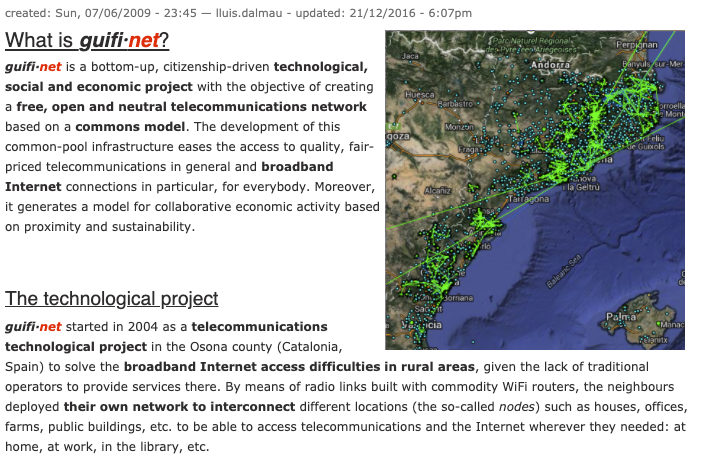 created: Sun, 07/06/2009 - 23:45 — lluis.dalmau - updated: 21/12/2016 - 6:07pm
What is guifi·net?
guifi·net is a bottom-up, citizenship-driven technological,
social and economic project with the objective of creating
a free, open and neutral telecommunications network
based on a commons model. The development of this
common-pool infrastructure eases the access to quality, fair-
priced telecommunications in general and broadband
Internet connections in particular, for everybody. Moreover,
it generates a model for collaborative economic activity based
on proximity and sustainability.
Parc Natural Regional
des Pyrénées Ariégeoises
Perpignan
Jaca
Andorra
Banyuls-sur-Mer
Huesca
Barbastro
Monzón
Fraga
Alcañiz
Tarragona
de Guíxols
i la Geltrú
Balearic Sea
Palma
The technological project
guifi·net started in 2004 as a telecommunications
technological project in the Osona county (Catalonia,
Spain) to solve the broadband Internet access difficulties in rural areas, given the lack of traditional
operators to provide services there. By means of radio links built with commodity WiFi routers, the neighbours
deployed their own network to interconnect different locations (the so-called nodes) such as houses, offices,
farms, public buildings, etc. to be able to access telecommunications and the Internet wherever they needed: at
home, at work, in the library, etc.